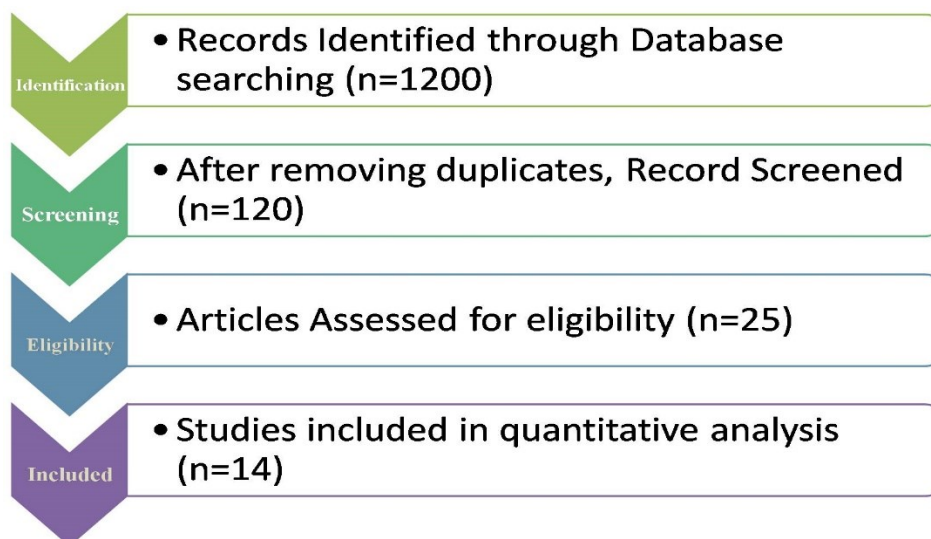 Identification
• Records Identified through Database
searching (n=1200)
Screening
• After removing duplicates, Record Screened
(n=120)
Eligibility
• Articles Assessed for eligibility (n=25)
Included
• Studies included in quantitative analysis
(n=14)